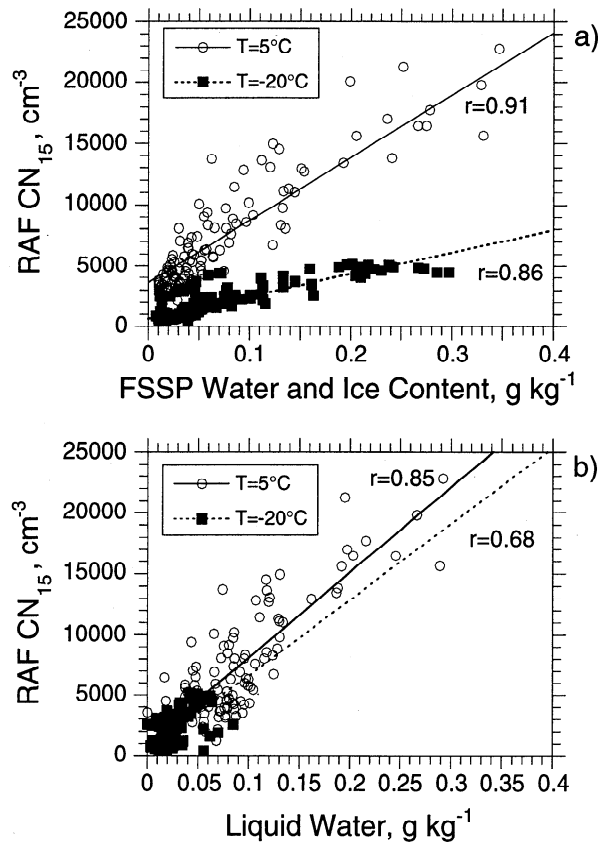 a)
25000
20000
15000
10000
5000
0
RAF CN15, cm-3
T=5°C
T=-20°C
r=0.91
r=0.86
0 0.1 0.2 0.3 0.4
FSSP Water and Ice Content, g kg-1
b)
25000
20000
15000
10000
5000
0
RAF CN15, cm-3
T=5°C
T=-20°C
r=0.85
r=0.68
0 0.05 0.1 0.15 0.2 0.25 0.3 0.35 0.4
Liquid Water, g kg-1